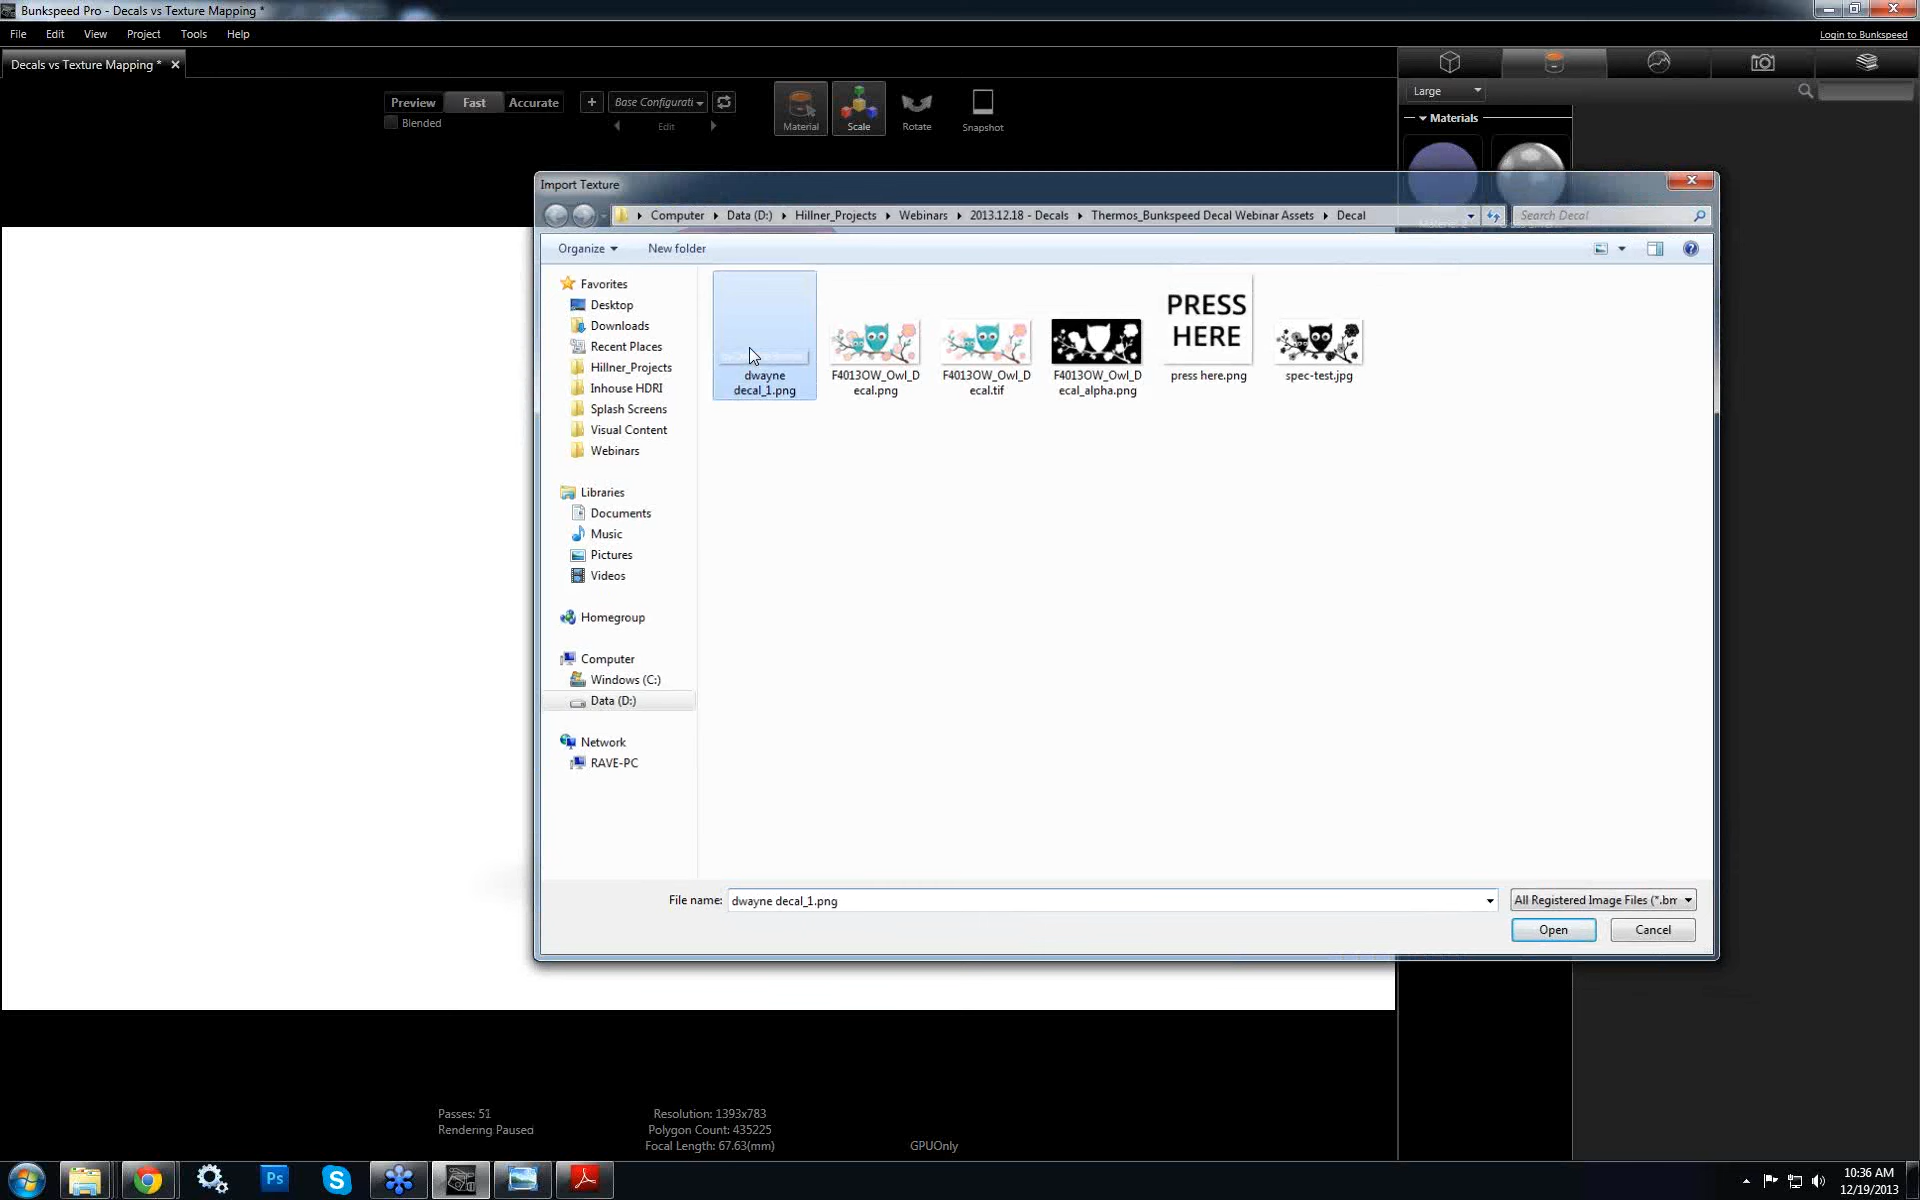 Bunkspeed Pro - Decals vs Texture Mapping *
File Edit View Project Tools Help
Login to Bunkspeed
Decals vs Texture Mapping *
Preview Fast Accurate
Blended
Base Configurati
Edit
Material
Scale
Rotate
Snapshot
Large
Materials
Import Texture
Computer Data (D:) Hillner_Projects Webinars 2013.12.18 - Decals Thermos_Bunkspeed Decal Webinar Assets Decal
Search Decal
Organize New folder
Favorites
Desktop
Downloads
Recent Places
Hillner_Projects
Inhouse HDRI
Splash Screens
Visual Content
Webinars
Libraries
Documents
Music
Pictures
Videos
Homegroup
Computer
Windows (C:)
Data (D:)
Network
RAVE-PC
dwayne
decal_1.png
F4013OW_Owl_D
ecal.png
F4013OW_Owl_D
ecal.tif
F4013OW_Owl_D
ecal_alpha.png
PRESS
HERE
press here.png
spec-test.jpg
File name: dwayne decal_1.png
All Registered Image Files (*.bm
Open Cancel
Passes: 51
Rendering Paused
Resolution: 1393x783
Polygon Count: 435225
Focal Length: 67.63(mm)
GPUOnly
Ps
10:36 AM
12/19/2013